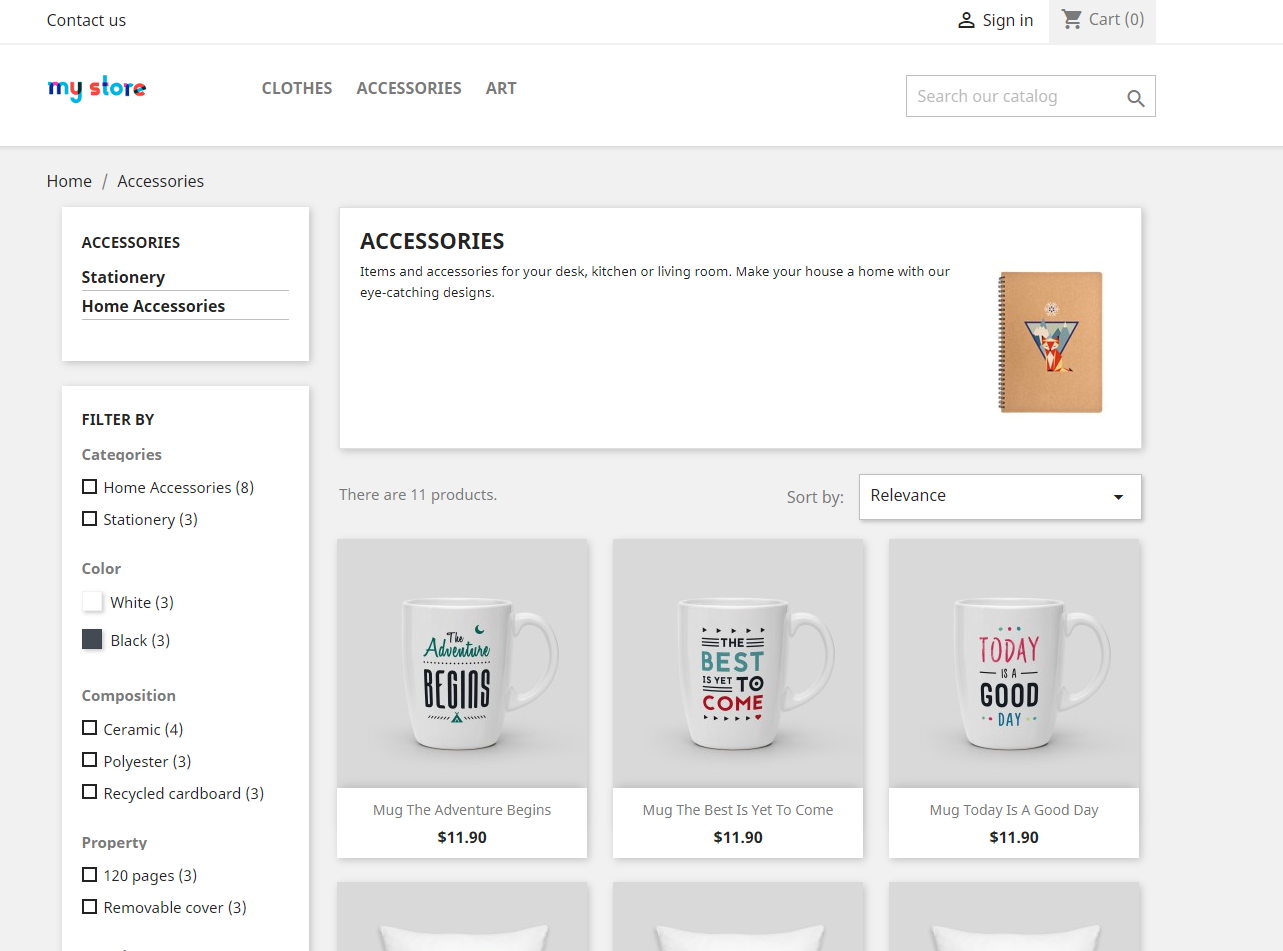 Contact us
Sign in
Cart (0)
my store
CLOTHES ACCESSORIES ART
Search our catalog
Home / Accessories
ACCESSORIES
Stationery
Home Accessories
FILTER BY
Categories
Home Accessories (8)
Stationery (3)
Color
White (3)
Black (3)
Composition
Ceramic (4)
Polyester (3)
Recycled cardboard (3)
Property
120 pages (3)
Removable cover (3)
ACCESSORIES
Items and accessories for your desk, kitchen or living room. Make your house a home with our
eye-catching designs.
There are 11 products.
Sort by: Relevance
The
Adventure
BEGINS
Mug The Adventure Begins
$11.90
THE
BEST
IS YET TO
COME
Mug The Best Is Yet To Come
$11.90
TODAY
IS A
GOOD
DAY
Mug Today Is A Good Day
$11.90